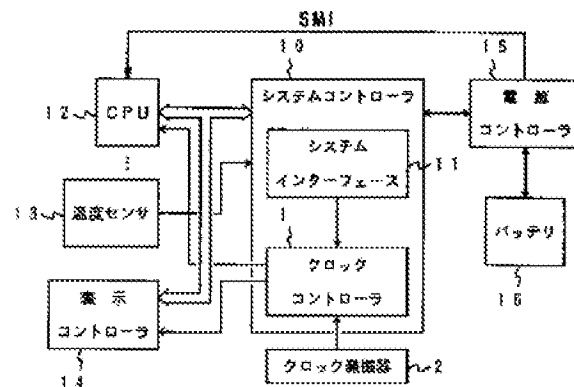 SMI
10
15
CPU
12
システムコントローラ
電源
コントローラ
システム
インターフェース
11
13
温度センサ
1
クロック
コントローラ
バッテリ
16
表示
コントローラ
14
クロック発振器
2